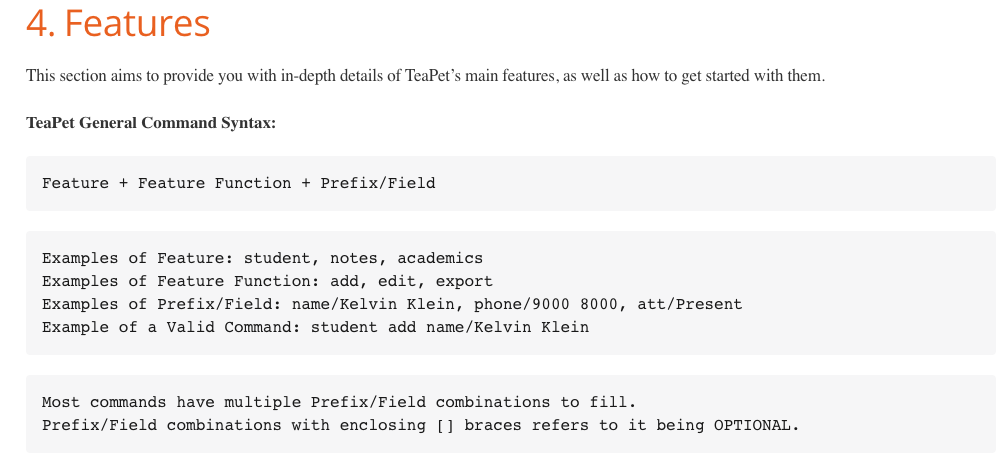 4. Features
This section aims to provide you with in-depth details of TeaPet’s main features, as well as how to get started with them.
TeaPet General Command Syntax:
Feature + Feature Function + Prefix/Field
Examples of Feature: student, notes, academics
Examples of Feature Function: add, edit, export
Examples of Prefix/Field: name/Kelvin Klein, phone/9000 8000, att/Present
Example of a Valid Command: student add name/Kelvin Klein
Most commands have multiple Prefix/Field combinations to fill.
Prefix/Field combinations with enclosing [] braces refers to it being OPTIONAL.